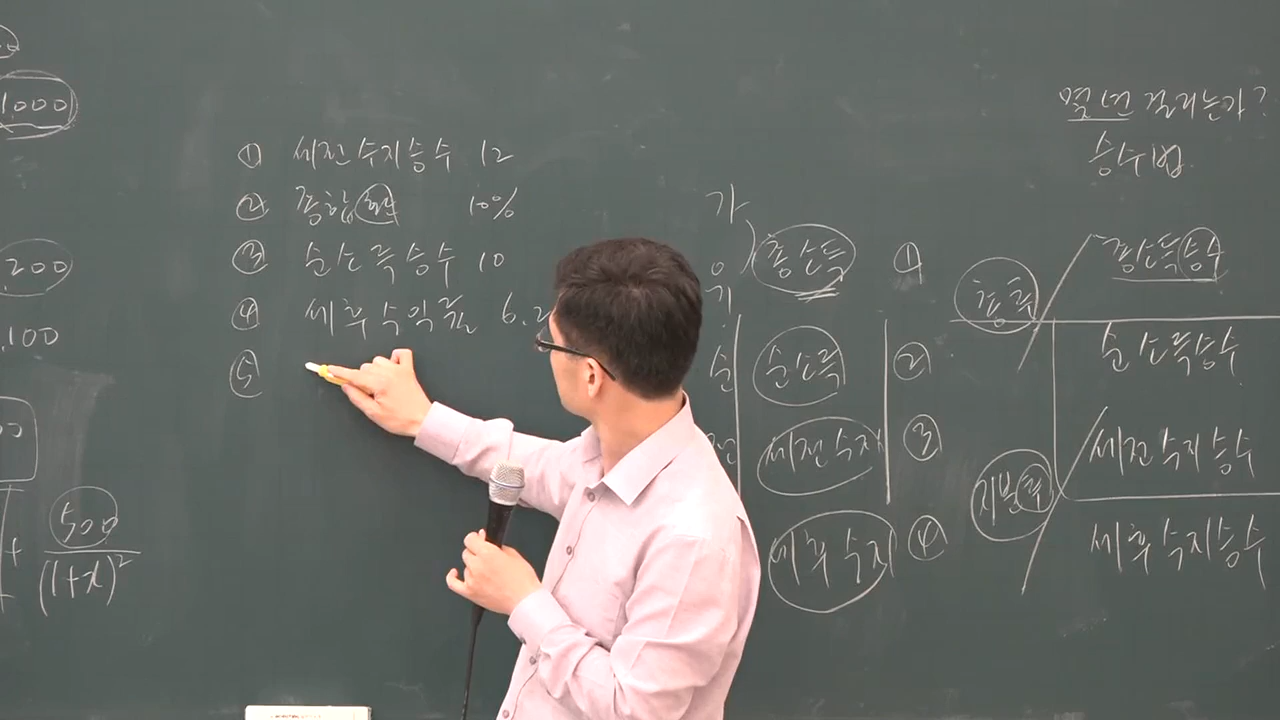 1,000
,200
,100
00
+ 500
(1+r)²
① 세전수지승수 12
② 종합환 10%
③ 순소득승수 10
④ 세후수익률 6.2
⑤
가
총소득 ①
순소득 ②
세전수지 ③
세후수지 ④
몇 년 걸리는가?
승수법
총소득승수
순소득승수
세전수지승수
세후수지승수